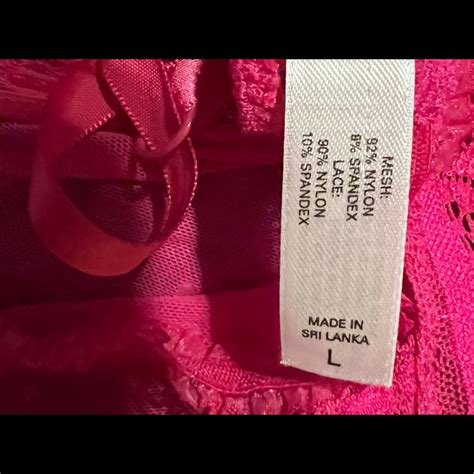 MESH:
92% NYLON
8% SPANDEX
LACE:
90% NYLON
10% SPANDEX
MADE IN
SRI LANKA
L